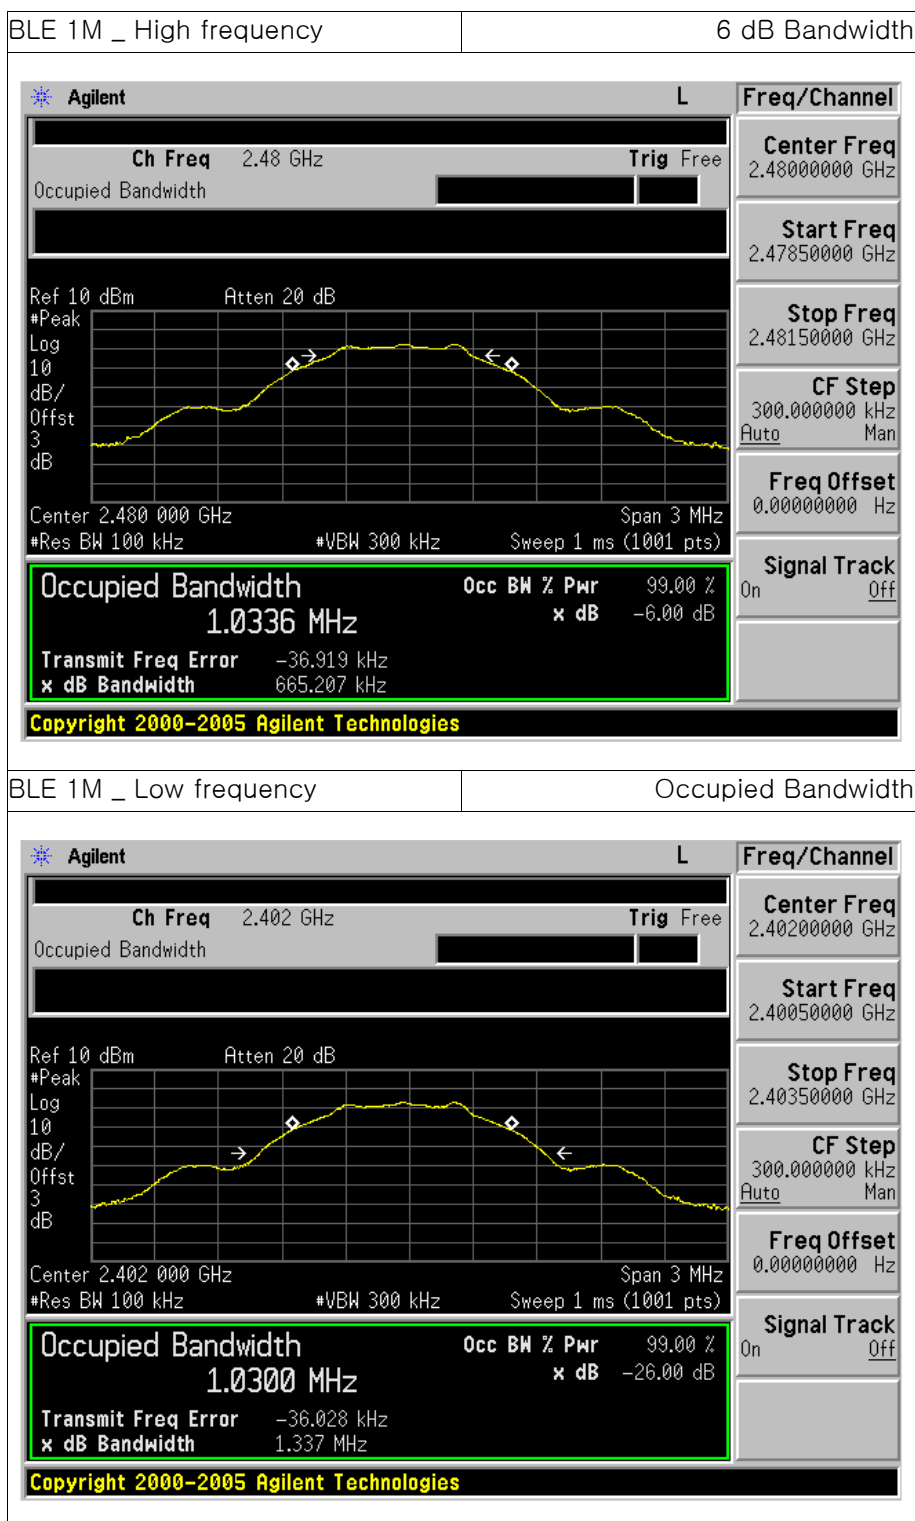 BLE 1M _ High frequency 6 dB Bandwidth
Agilent L Freq/Channel
Ch Freq 2.48 GHz Trig Free
Occupied Bandwidth
Center Freq
2.48000000 GHz
Start Freq
2.47850000 GHz
Stop Freq
2.48150000 GHz
CF Step
300.000000 kHz
Auto Man
Freq Offset
0.00000000 Hz
Signal Track
On Off
Ref 10 dBm Atten 20 dB
#Peak
Log
10
dB/
Offst
3
dB
Center 2.480 000 GHz Span 3 MHz
#Res BW 100 kHz #VBW 300 kHz Sweep 1 ms (1001 pts)
Occupied Bandwidth Occ BW % Pwr 99.00 %
1.0336 MHz x dB -6.00 dB
Transmit Freq Error -36.919 kHz
x dB Bandwidth 665.207 kHz
Copyright 2000-2005 Agilent Technologies
BLE 1M _ Low frequency Occupied Bandwidth
Agilent L Freq/Channel
Ch Freq 2.402 GHz Trig Free
Occupied Bandwidth
Center Freq
2.40200000 GHz
Start Freq
2.40050000 GHz
Stop Freq
2.40350000 GHz
CF Step
300.000000 kHz
Auto Man
Freq Offset
0.00000000 Hz
Signal Track
On Off
Ref 10 dBm Atten 20 dB
#Peak
Log
10
dB/
Offst
3
dB
Center 2.402 000 GHz Span 3 MHz
#Res BW 100 kHz #VBW 300 kHz Sweep 1 ms (1001 pts)
Occupied Bandwidth Occ BW % Pwr 99.00 %
1.0300 MHz x dB -26.00 dB
Transmit Freq Error -36.028 kHz
x dB Bandwidth 1.337 MHz
Copyright 2000-2005 Agilent Technologies